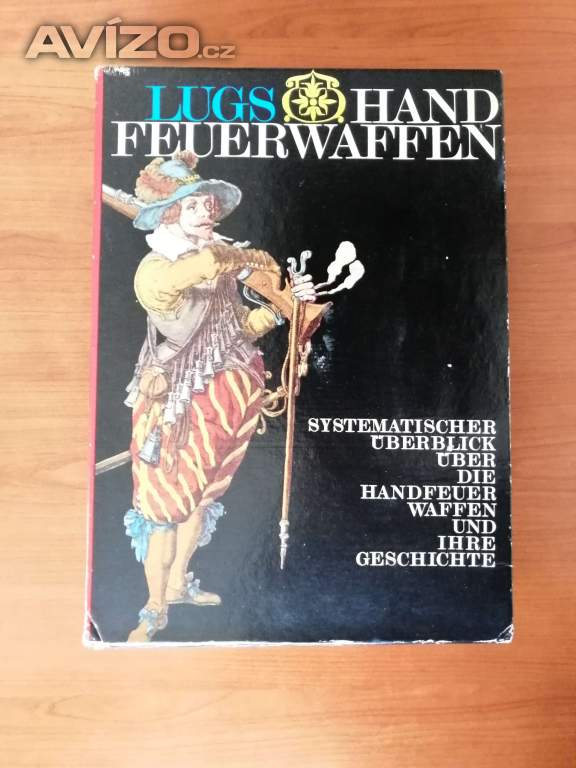 AVÍZO.cz
LUGS HAND
FEUERWAFFEN
SYSTEMATISCHER
ÜBERBLICK
ÜBER
DIE
HANDFEUER
WAFFEN
UND
IHRE
GESCHICHTE